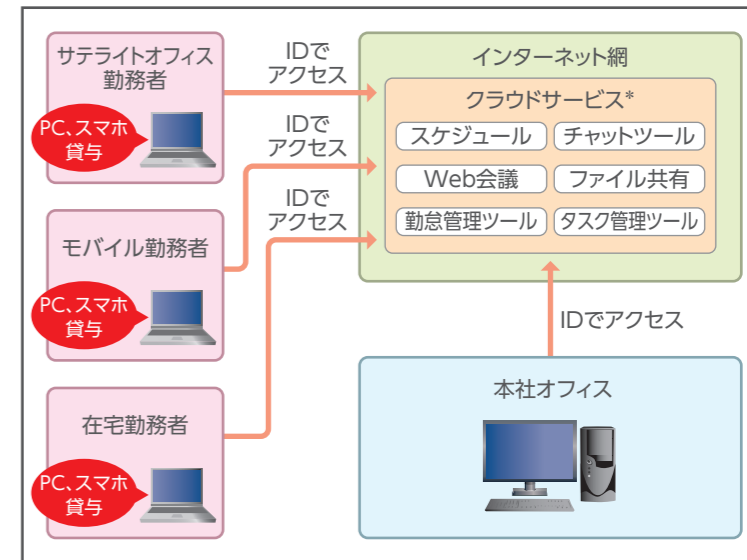 サテライトオフィス
勤務者
PC、スマホ
貸与
IDで
アクセス
モバイル勤務者
PC、スマホ
貸与
IDで
アクセス
在宅勤務者
PC、スマホ
貸与
IDで
アクセス
インターネット網
クラウドサービス*
スケジュール
チャットツール
Web会議
ファイル共有
勤怠管理ツール
タスク管理ツール
IDでアクセス
本社オフィス